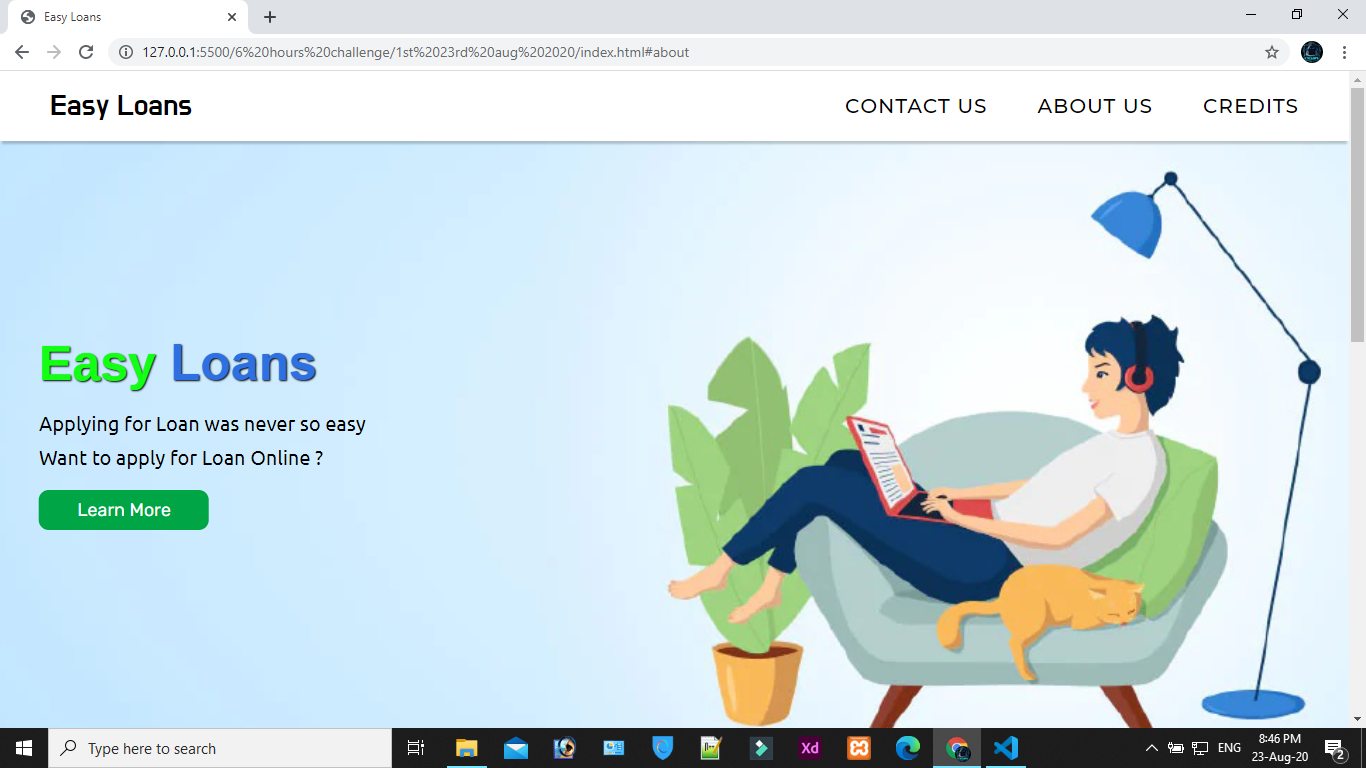 Easy Loans
127.0.0.1:5500/6%20hours%20challenge/1st%2023rd%20aug%202020/index.html#about
Easy Loans CONTACT US ABOUT US CREDITS
Easy Loans
Applying for Loan was never so easy
Want to apply for Loan Online ?
Learn More
Type here to search
Xd
ENG
8:46 PM
23-Aug-20
2